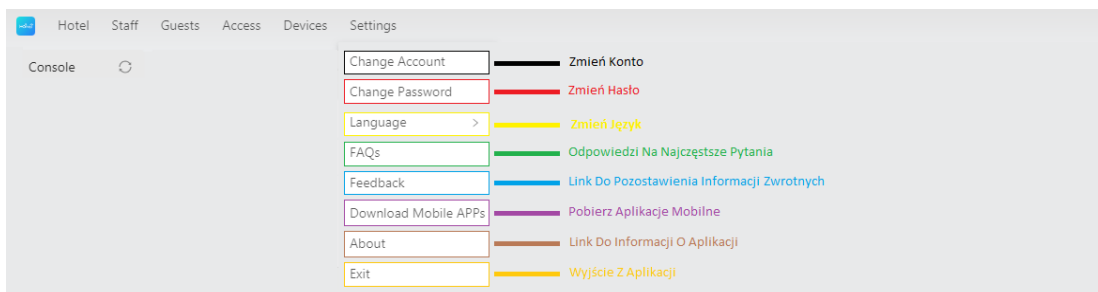 Hotel Staff Guests Access Devices Settings
Console
Change Account Zmień Konto
Change Password Zmień Hasło
Language > Zmień Język
FAQs Odpowiedzi Na Najczęstsze Pytania
Feedback Link Do Pozostawienia Informacji Zwrotnych
Download Mobile APPs Pobierz Aplikacje Mobilne
About Link Do Informacji O Aplikacji
Exit Wyjście Z Aplikacji